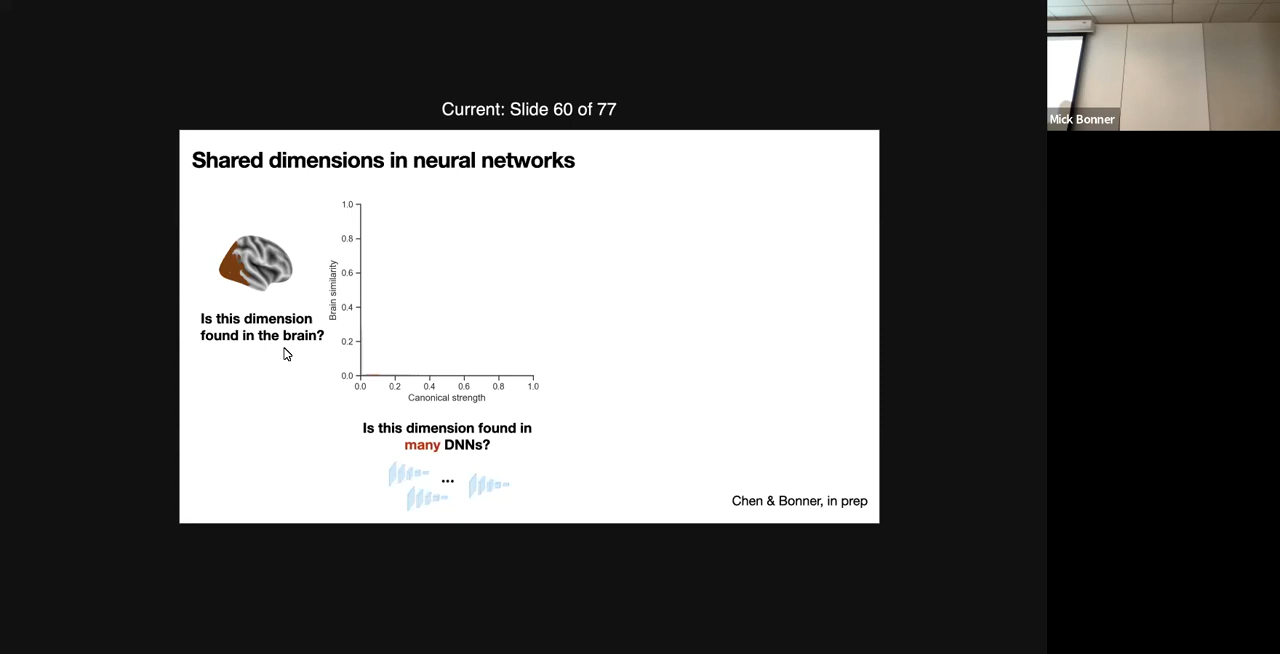 Current: Slide 60 of 77
Mick Bonner
Shared dimensions in neural networks
Is this dimension
found in the brain?
Brain similarity
1.0
0.8
0.6
0.4
0.2
0.0
0.0 0.2 0.4 0.6 0.8 1.0
Canonical strength
Is this dimension found in
many DNNs?
...
Chen & Bonner, in prep